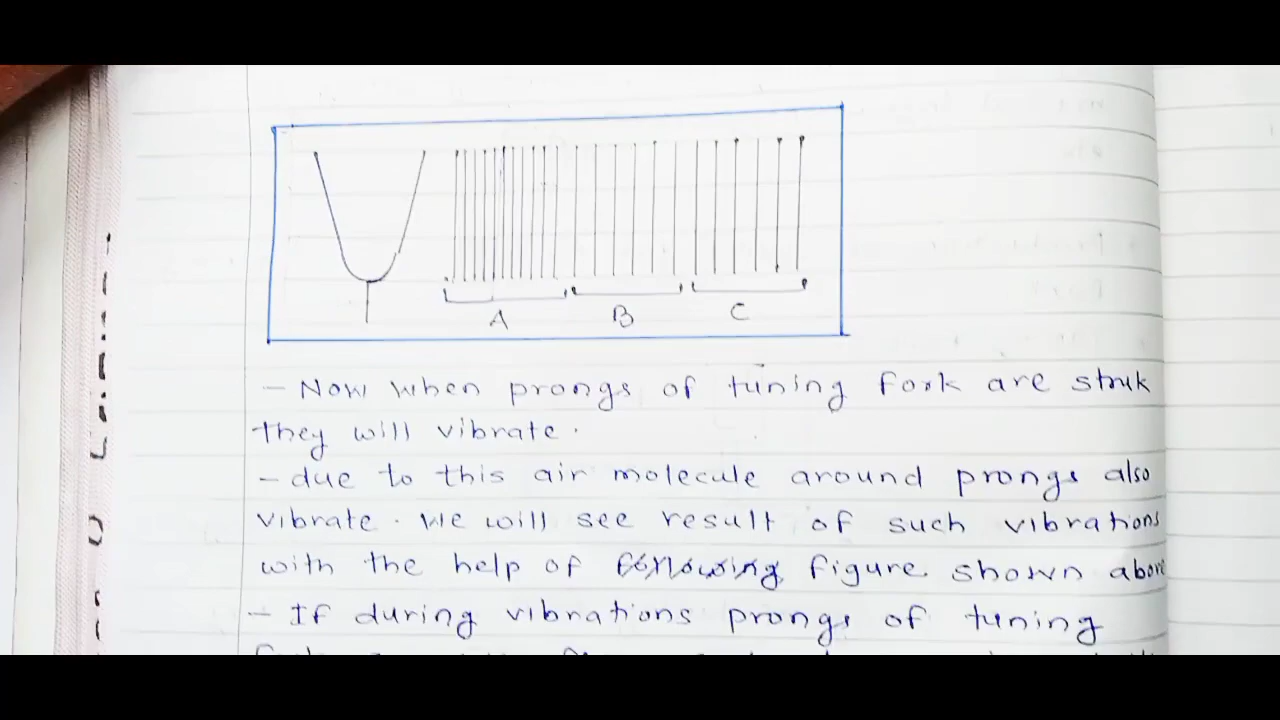 A B C
- Now when prongs of tuning fork are struk
they will vibrate.
- due to this air molecule around prongs also
vibrate. We will see result of such vibrations
with the help of figure shown above
- If during vibrations prongs of tuning